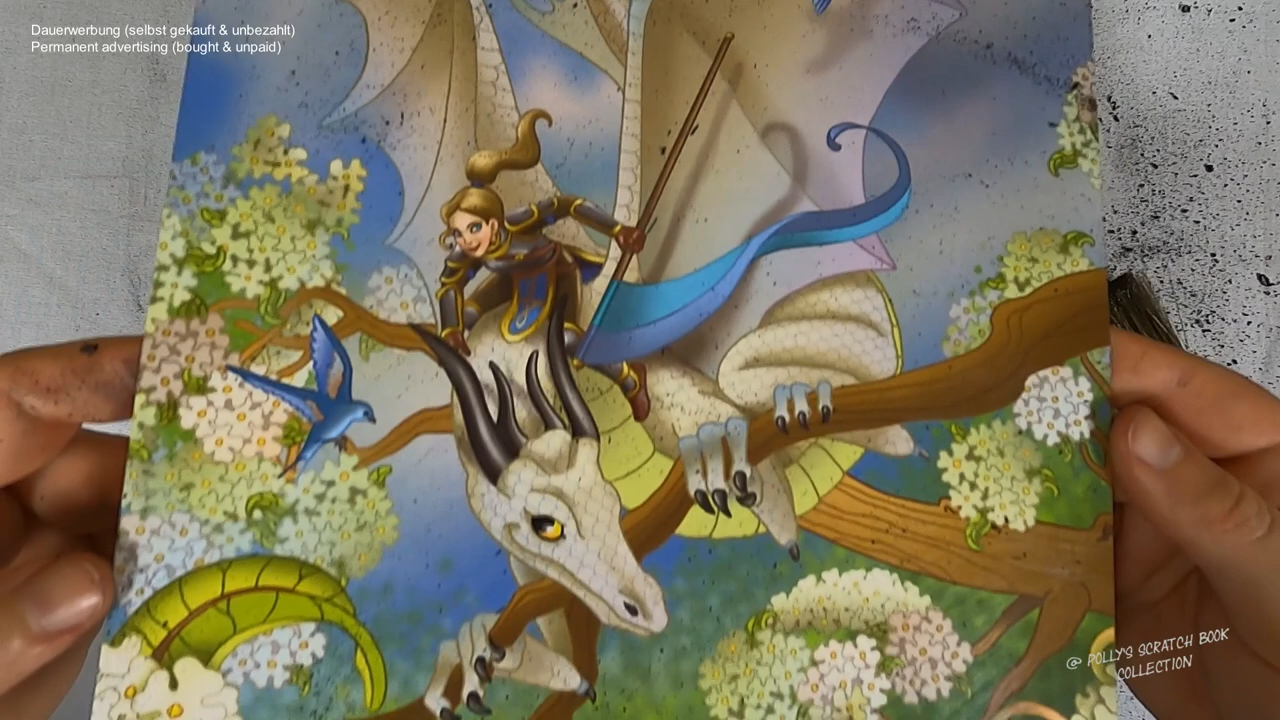 Dauerwerbung (selbst gekauft & unbezahlt)
Permanent advertising (bought & unpaid)
@ POLLY'S SCRATCH BOOK
COLLECTION